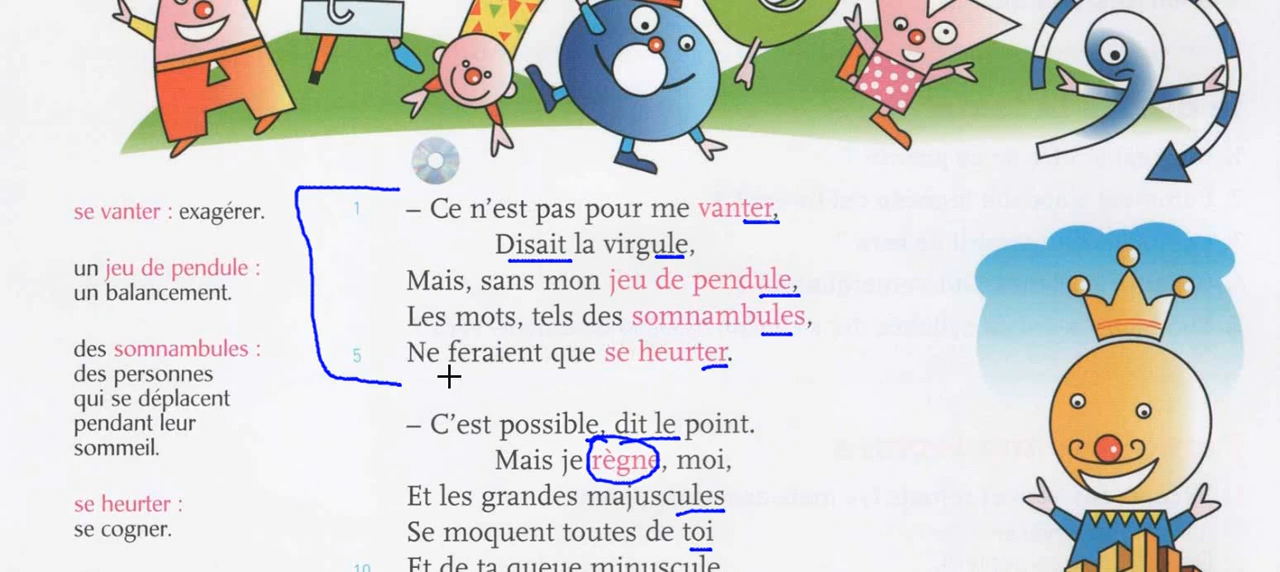 se vanter : exagérer.
un jeu de pendule :
un balancement.
des somnambules :
des personnes
qui se déplacent
pendant leur
sommeil.
se heurter :
se cogner.
1 – Ce n'est pas pour me vanter,
Disait la virgule,
Mais, sans mon jeu de pendule,
Les mots, tels des somnambules,
5 Ne feraient que se heurter.
– C'est possible, dit le point.
Mais je règne, moi,
Et les grandes majuscules
Se moquent toutes de toi
10 Et de ta queue minuscule.